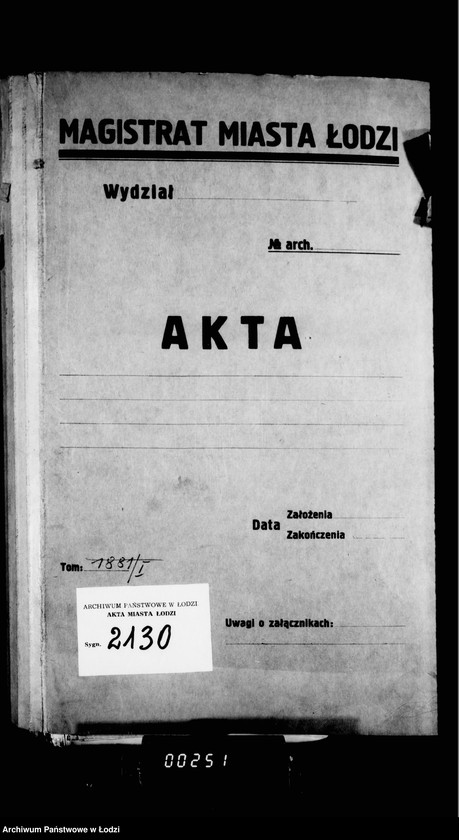 MAGISTRAT MIASTA ŁODZI
Wydział
№ arch.
AKTA
Data
Założenia
Zakończenia
Tom: 1881/I
ARCHIWUM PAŃSTWOWE W ŁODZI
AKTA MIASTA ŁODZI
Sygn. 2130
Uwagi o załącznikach:
00251
Archiwum Państwowe w Łodzi